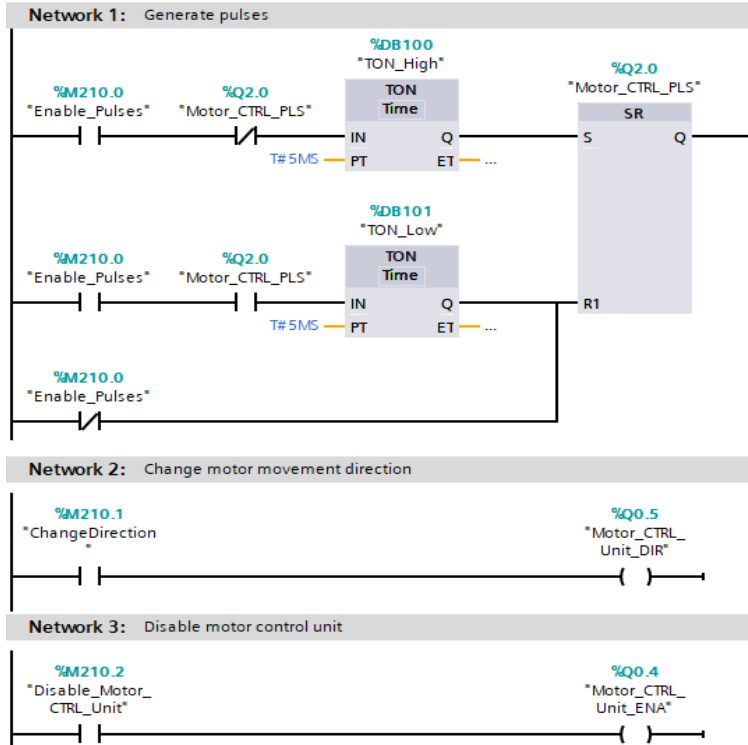 Network 1: Generate pulses
%DB100
"TON_High"
%M210.0
"Enable_Pulses"
%Q2.0
"Motor_CTRL_PLS"
TON
Time
IN Q
T#5MS PT ET ...
%Q2.0
"Motor_CTRL_PLS"
SR
S Q
R1
%DB101
"TON_Low"
%M210.0
"Enable_Pulses"
%Q2.0
"Motor_CTRL_PLS"
TON
Time
IN Q
T#5MS PT ET ...
%M210.0
"Enable_Pulses"
Network 2: Change motor movement direction
%M210.1
"ChangeDirection
"
%Q0.5
"Motor_CTRL_
Unit_DIR"
Network 3: Disable motor control unit
%M210.2
"Disable_Motor_
CTRL_Unit"
%Q0.4
"Motor_CTRL_
Unit_ENA"